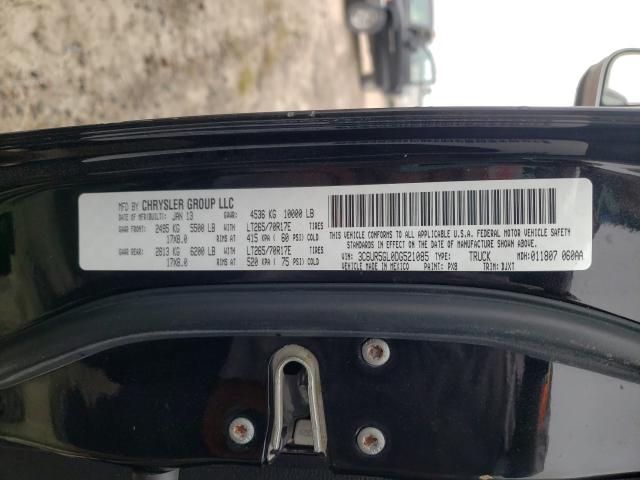 MFD BY CHRYSLER GROUP LLC
DATE OF MFR(BUILT): JAN 13 GVWR: 4536 KG 10000 LB
GAWR FRONT: 2495 KG 5500 LB LT265/70R17E TIRES
17X8.0 RIMS AT 415 KPA ( 60 PSI) COLD
GAWR REAR: 2813 KG 6200 LB LT265/70R17E TIRES
17X8.0 RIMS AT 520 KPA ( 75 PSI) COLD
THIS VEHICLE CONFORMS TO ALL APPLICABLE U.S.A. FEDERAL MOTOR VEHICLE SAFETY
STANDARDS IN EFFECT ON THE DATE OF MANUFACTURE SHOWN ABOVE
VIN: 3C6UR5GL0DG521085 TYPE: TRUCK MDH: 011807 060AA
VEHICLE MADE IN MEXICO PAINT: PX8 TRIM: DJXT